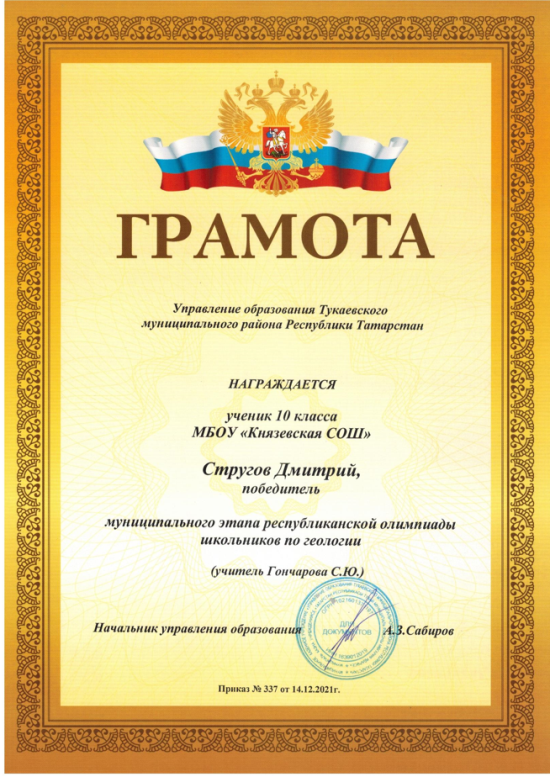 ГРАМОТА
Управление образования Тукаевского
муниципального района Республики Татарстан
НАГРАЖДАЕТСЯ
ученик 10 класса
МБОУ «Князевская СОШ»
Стругов Дмитрий,
победитель
муниципального этапа республиканской олимпиады
школьников по геологии
(учитель Гончарова С.Ю.)
Начальник управления образования А.З.Сабиров
ДЛЯ
ДОКУМЕНТОВ
Приказ № 337 от 14.12.2021г.